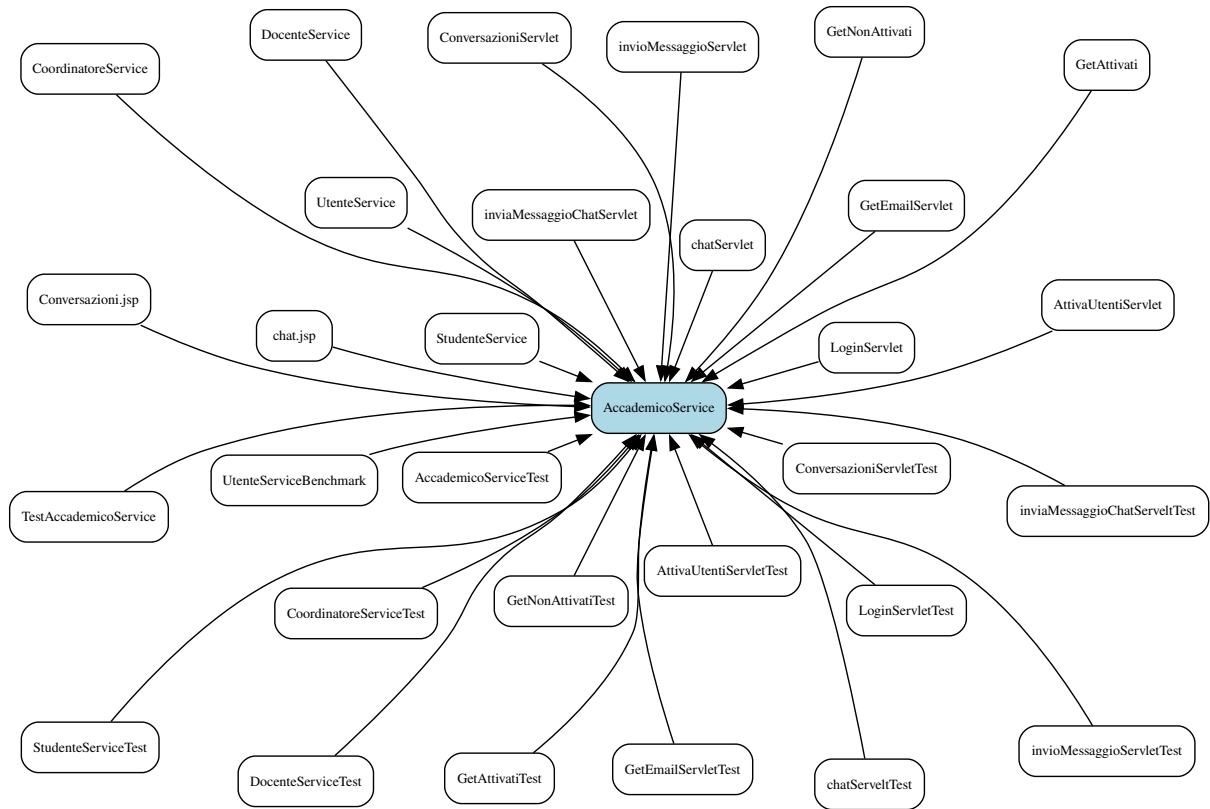 DocenteService
ConversazioniServlet
invioMessaggioServlet
GetNonAttivati
CoordinatoreService
GetAttivati
UtenteService
inviaMessaggioChatServlet
GetEmailServlet
chatServlet
Conversazioni.jsp
AttivaUtentiServlet
chat.jsp
StudenteService
LoginServlet
AccademicoService
UtenteServiceBenchmark
AccademicoServiceTest
ConversazioniServletTest
TestAccademicoService
inviaMessaggioChatServeltTest
AttivaUtentiServletTest
CoordinatoreServiceTest
GetNonAttivatiTest
LoginServletTest
StudenteServiceTest
invioMessaggioServletTest
DocenteServiceTest
GetAttivatiTest
GetEmailServletTest
chatServeltTest